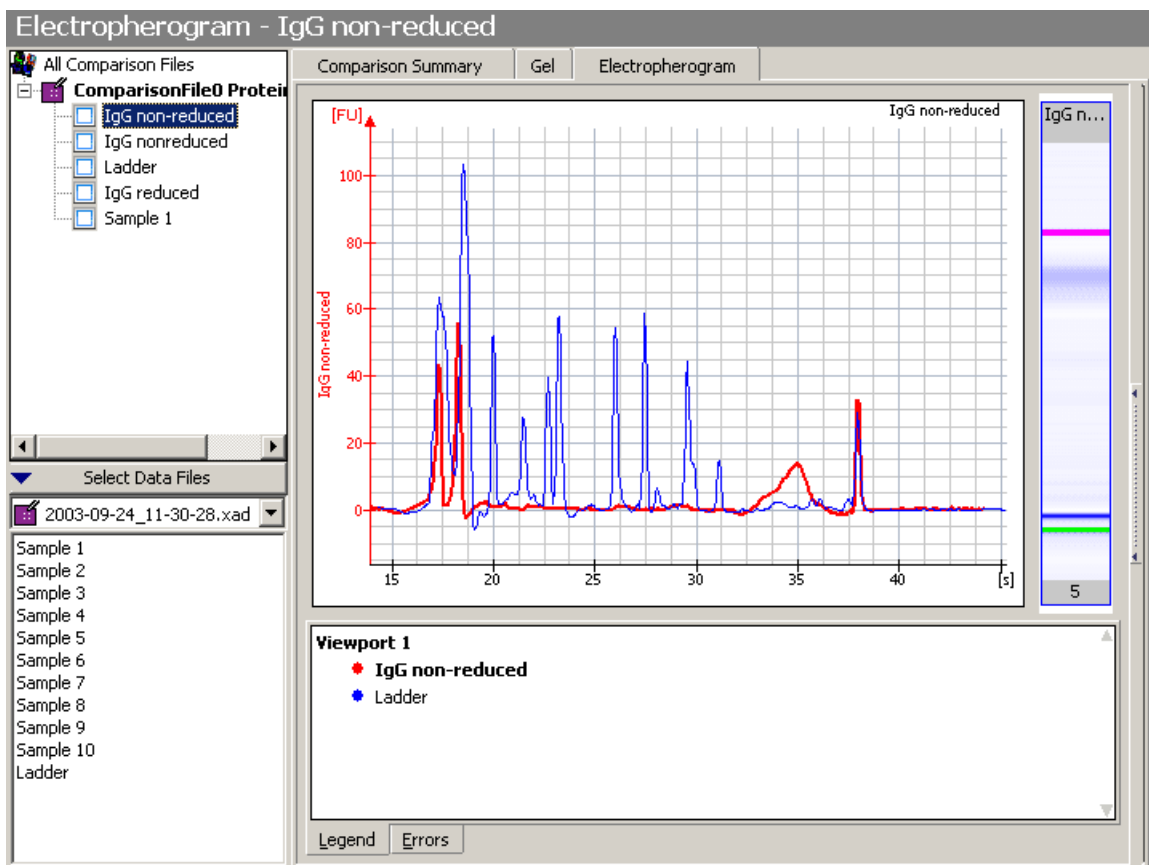 Electropherogram - IgG non-reduced
All Comparison Files
ComparisonFile0 Protei
IgG non-reduced
IgG nonreduced
Ladder
IgG reduced
Sample 1
Select Data Files
2003-09-24_11-30-28.xad
Sample 1
Sample 2
Sample 3
Sample 4
Sample 5
Sample 6
Sample 7
Sample 8
Sample 9
Sample 10
Ladder
Comparison Summary Gel Electropherogram
[FU] IgG non-reduced
100
80
60
40
20
0
IgG non-reduced
15 20 25 30 35 40 [s]
IgG n...
5
Viewport 1
IgG non-reduced
Ladder
Legend Errors